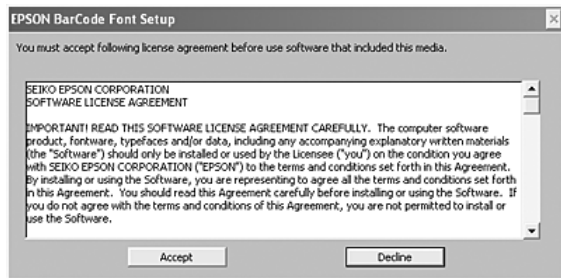 EPSON BarCode Font Setup
You must accept following license agreement before use software that included this media.
SEIKO EPSON CORPORATION
SOFTWARE LICENSE AGREEMENT
IMPORTANT! READ THIS SOFTWARE LICENSE AGREEMENT CAREFULLY. The computer software
product, fontware, typefaces and/or data, including any accompanying explanatory written materials
(the "Software") should only be installed or used by the Licensee ("you") on the condition you agree
with SEIKO EPSON CORPORATION ("EPSON") to the terms and conditions set forth in this Agreement.
By installing or using the Software, you are representing to agree all the terms and conditions set forth
in this Agreement. You should read this Agreement carefully before installing or using the Software. If
you do not agree with the terms and conditions of this Agreement, you are not permitted to install or
use the Software.
Accept Decline